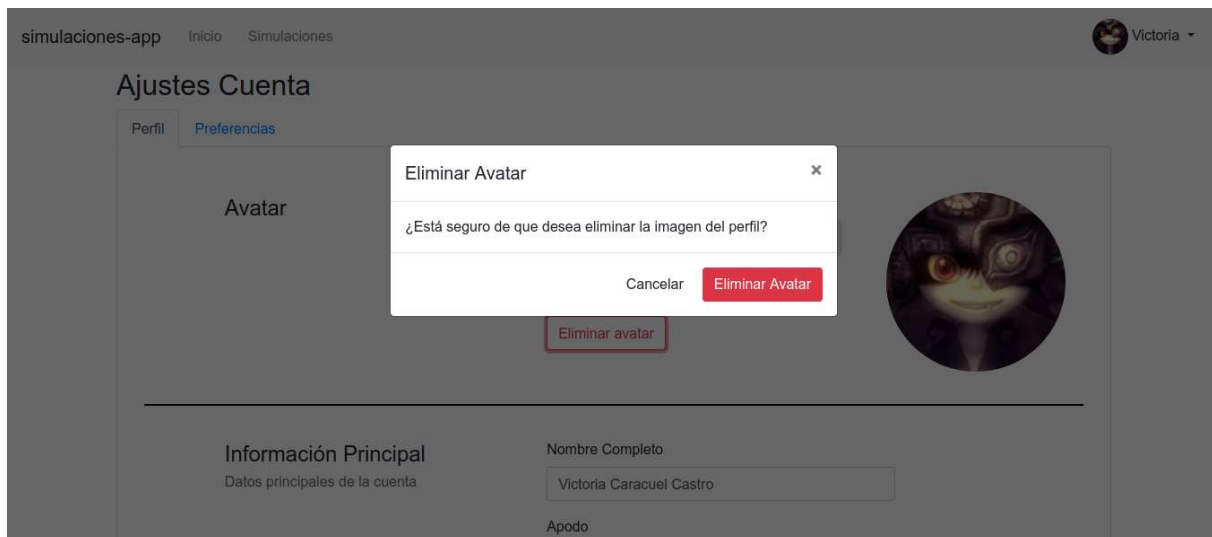 simulaciones-app Inicio Simulaciones Victoria
Ajustes Cuenta
Perfil Preferencias
Eliminar Avatar ×
¿Está seguro de que desea eliminar la imagen del perfil?
Cancelar Eliminar Avatar
Avatar
Eliminar avatar
Información Principal
Datos principales de la cuenta
Nombre Completo
Victoria Caracuel Castro
Apodo